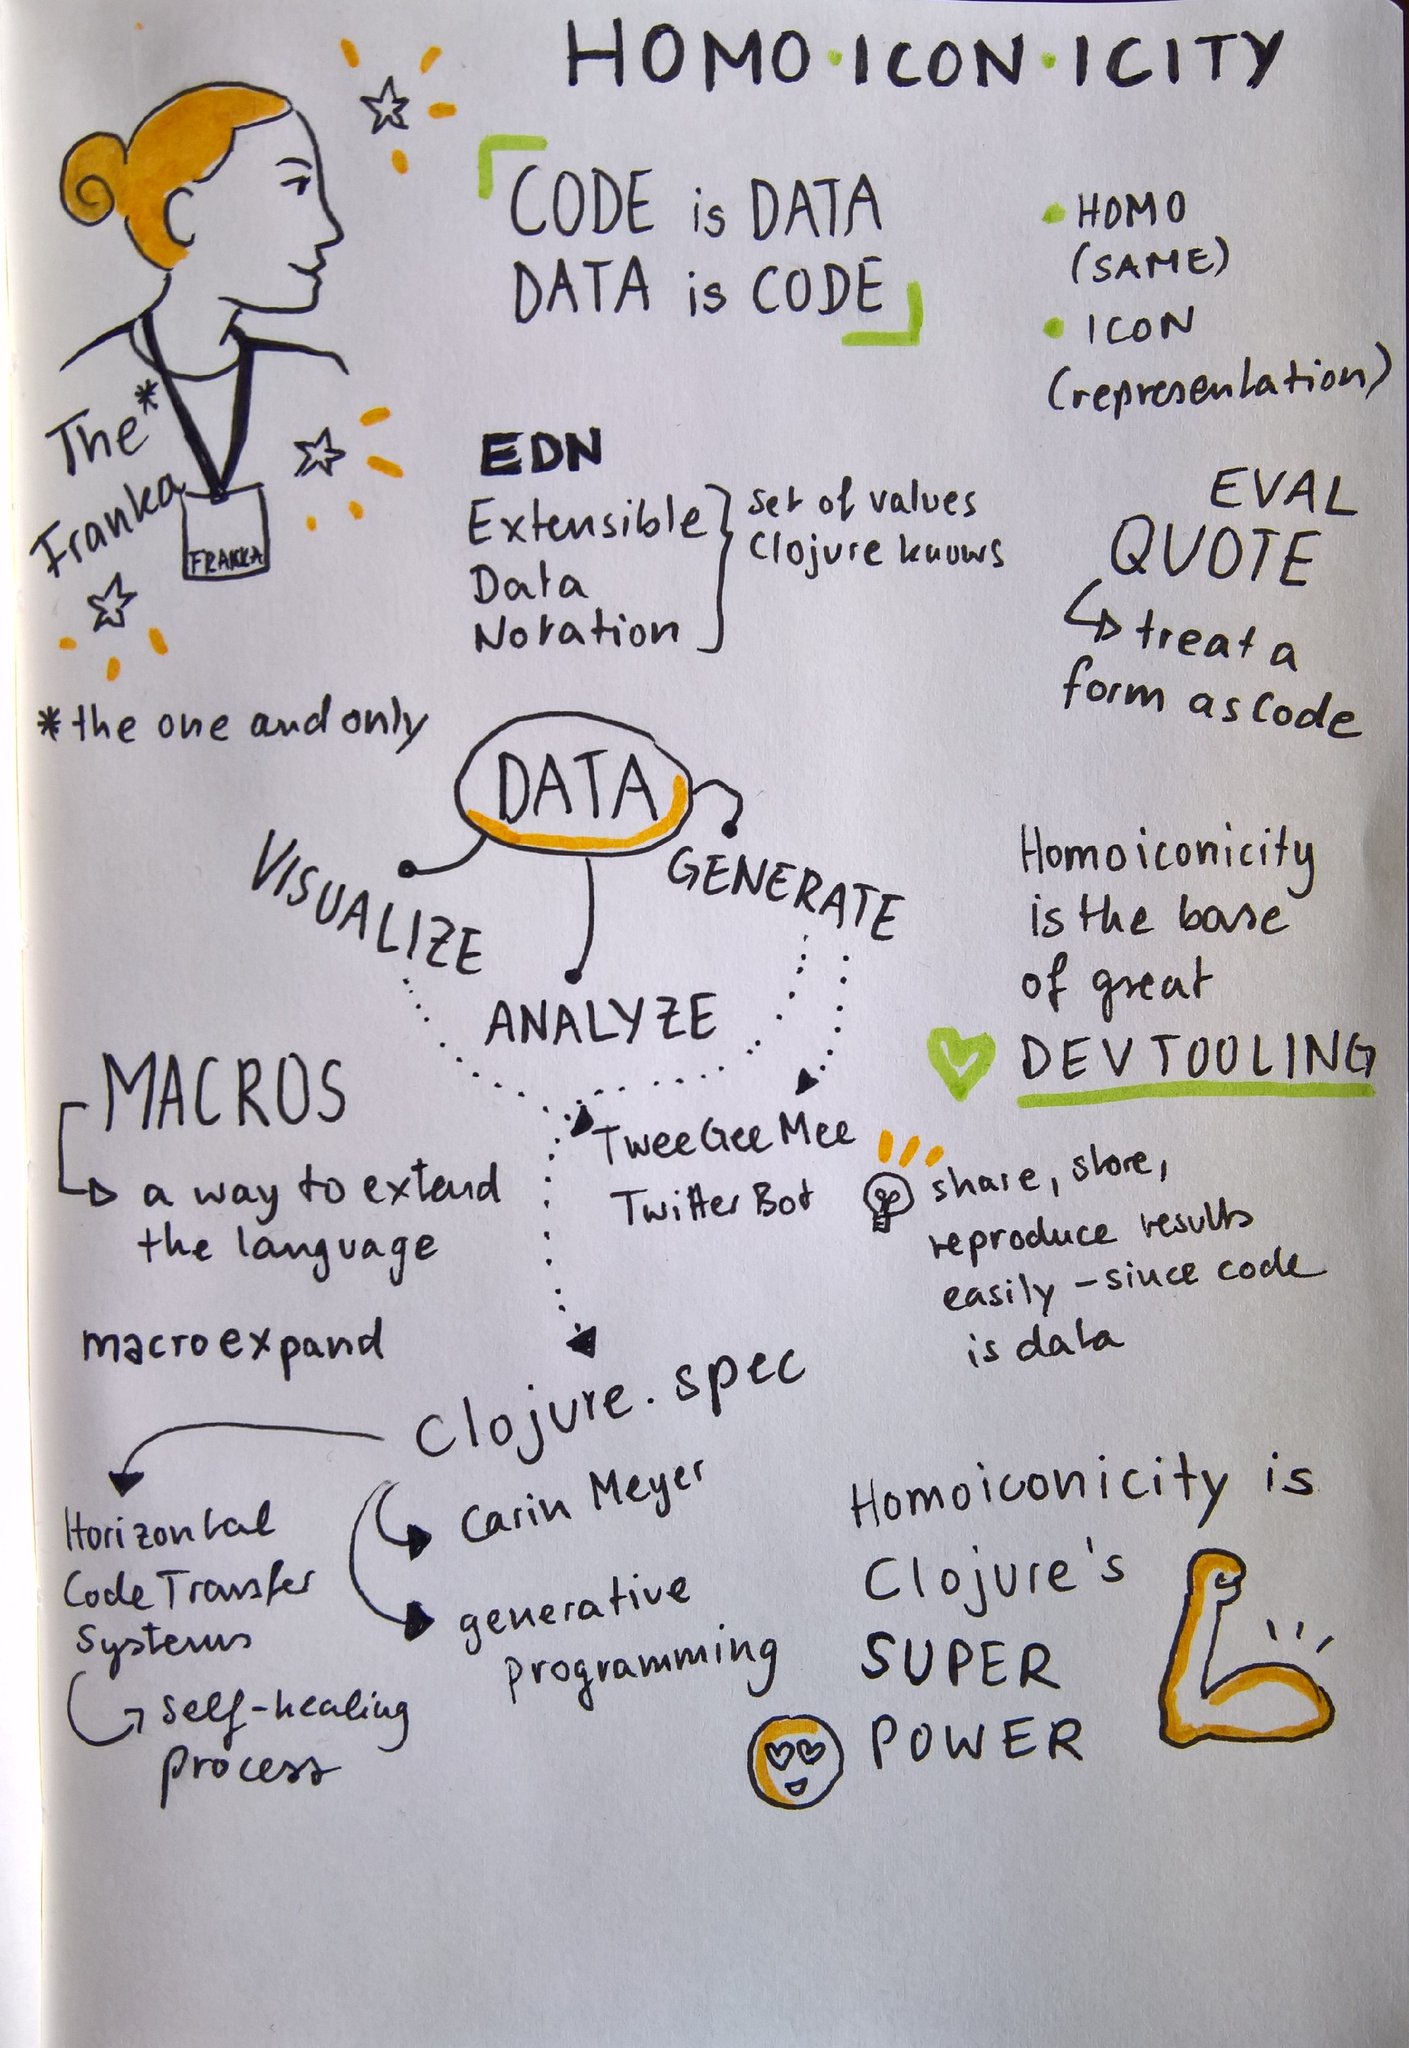 HOMO·ICON·ICITY
CODE is DATA
DATA is CODE
• HOMO
(SAME)
• ICON
(representation)
The*
Franka
FRANKA
*the one and only
EDN
Extensible
Data
Notation
set of values
Clojure knows
EVAL
QUOTE
treat a
form as code
DATA
VISUALIZE
ANALYZE
GENERATE
Homoiconicity
is the base
of great
DEVTOOLING
share, store,
reproduce results
easily – since code
is data
MACROS
a way to extend
the language
macroexpand
TweeGeeMee
TwitterBot
Clojure.spec
Carin Meyer
generative
programming
Horizontal
Code Transfer
Systems
self-healing
process
Homoiconicity is
Clojure's
SUPER
POWER